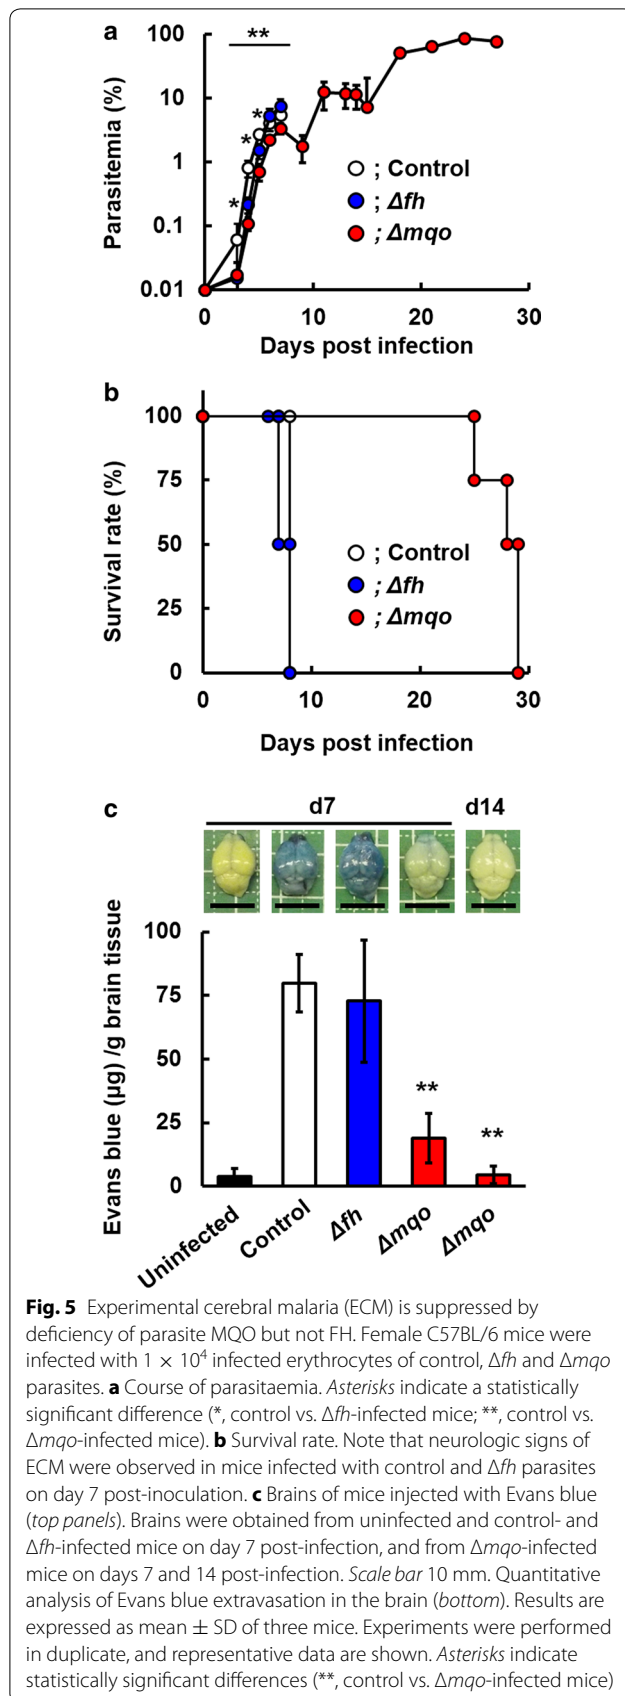 a
**
100
10
1
0.1
0.01
Parasitemia (%)
*
*
*
; Control
; Δfh
; Δmqo
0
10
20
30
Days post infection
b
100
75
50
25
0
Survival rate (%)
; Control
; Δfh
; Δmqo
0
10
20
30
Days post infection
c
d7
d14
100
75
50
25
0
Evans blue (μg) /g brain tissue
**
**
Uninfected
Control
Δfh
Δmqo
Δmqo
Fig. 5 Experimental cerebral malaria (ECM) is suppressed by
deficiency of parasite MQO but not FH. Female C57BL/6 mice were
infected with 1 × 10⁴ infected erythrocytes of control, Δfh and Δmqo
parasites. a Course of parasitaemia. Asterisks indicate a statistically
significant difference (*, control vs. Δfh-infected mice; **, control vs.
Δmqo-infected mice). b Survival rate. Note that neurologic signs of
ECM were observed in mice infected with control and Δfh parasites
on day 7 post-inoculation. c Brains of mice injected with Evans blue
(top panels). Brains were obtained from uninfected and control- and
Δfh-infected mice on day 7 post-infection, and from Δmqo-infected
mice on days 7 and 14 post-infection. Scale bar 10 mm. Quantitative
analysis of Evans blue extravasation in the brain (bottom). Results are
expressed as mean ± SD of three mice. Experiments were performed
in duplicate, and representative data are shown. Asterisks indicate
statistically significant differences (**, control vs. Δmqo-infected mice)